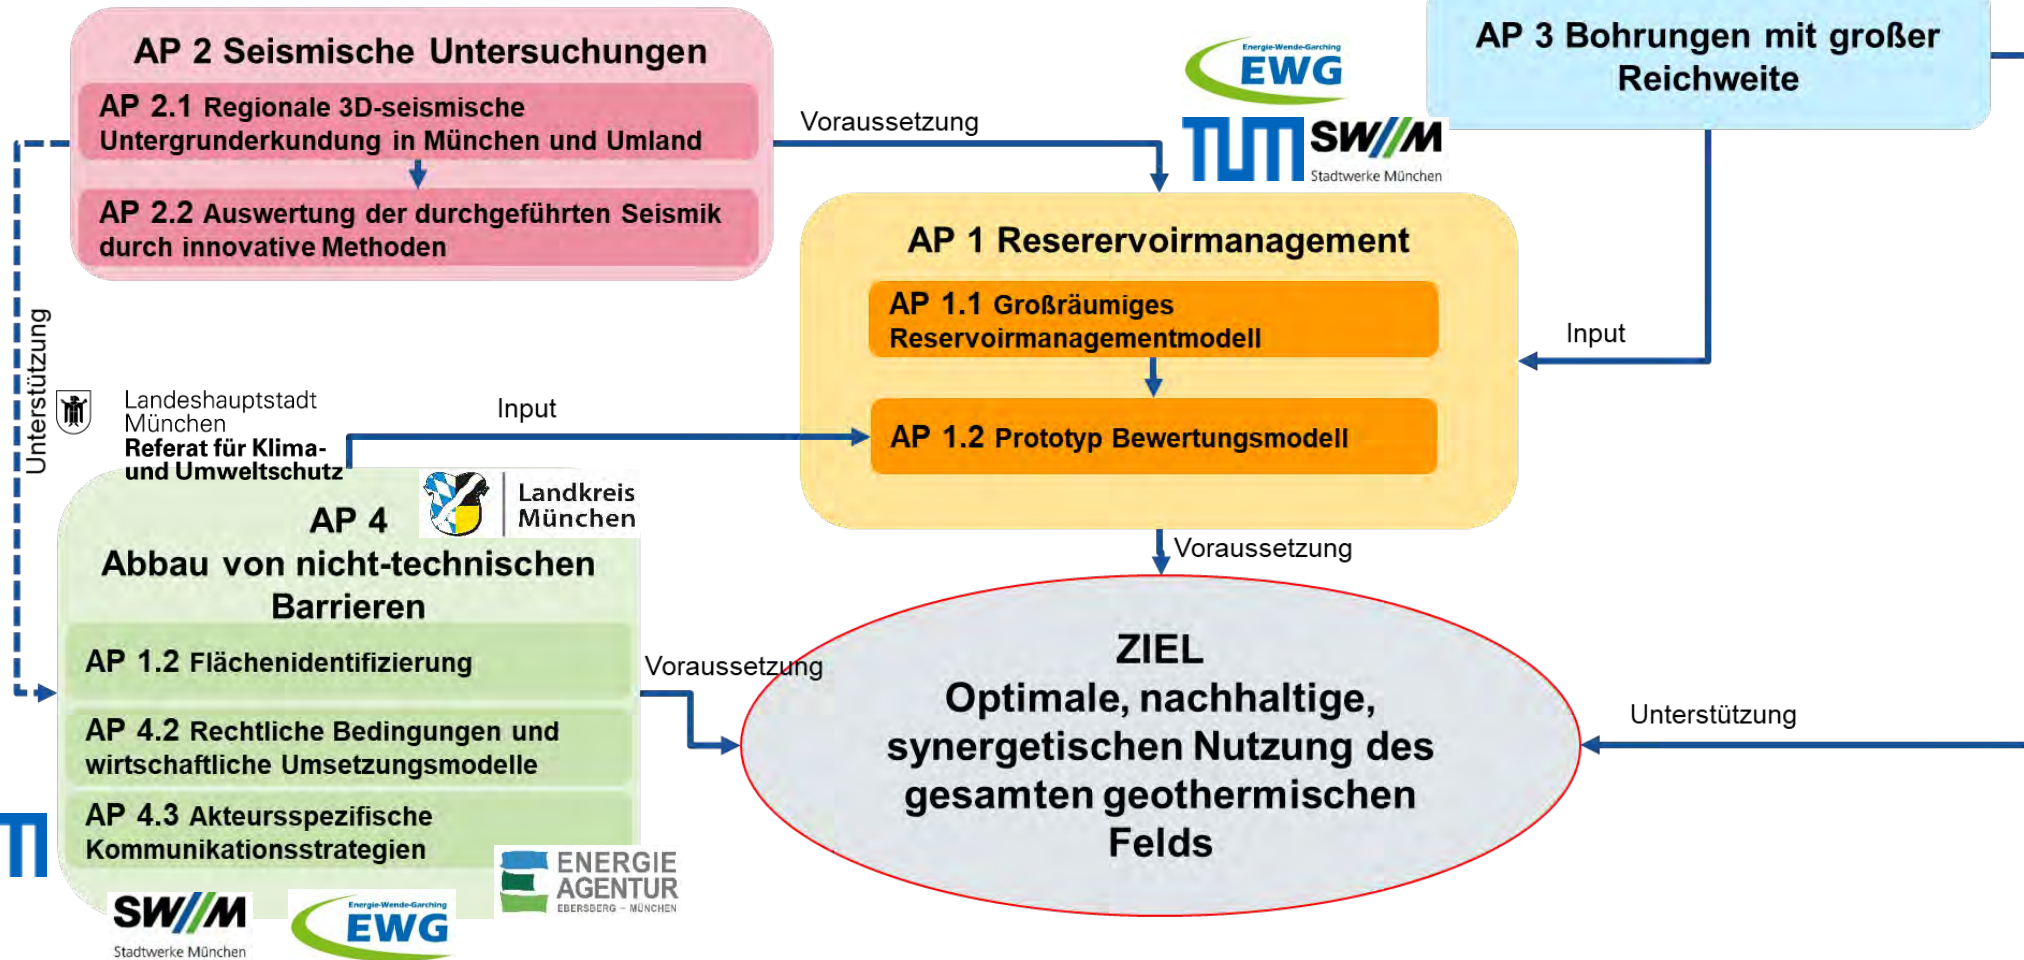 AP 2 Seismische Untersuchungen
AP 2.1 Regionale 3D-seismische
Untergrunderkundung in München und Umland
AP 2.2 Auswertung der durchgeführten Seismik
durch innovative Methoden
Voraussetzung
Energie-Wende-Garching
EWG
TUM
SW//M
Stadtwerke München
AP 3 Bohrungen mit großer
Reichweite
AP 1 Reserervoirmanagement
AP 1.1 Großräumiges
Reservoirmanagementmodell
AP 1.2 Prototyp Bewertungsmodell
Input
Unterstützung
Landeshauptstadt
München
Referat für Klima-
und Umweltschutz
Input
Landkreis
München
AP 4
Abbau von nicht-technischen
Barrieren
AP 1.2 Flächenidentifizierung
AP 4.2 Rechtliche Bedingungen und
wirtschaftliche Umsetzungsmodelle
AP 4.3 Akteursspezifische
Kommunikationsstrategien
Voraussetzung
Voraussetzung
ZIEL
Optimale, nachhaltige,
synergetischen Nutzung des
gesamten geothermischen
Felds
Unterstützung
SW//M
Stadtwerke München
Energie-Wende-Garching
EWG
ENERGIE
AGENTUR
EBERSBERG – MÜNCHEN